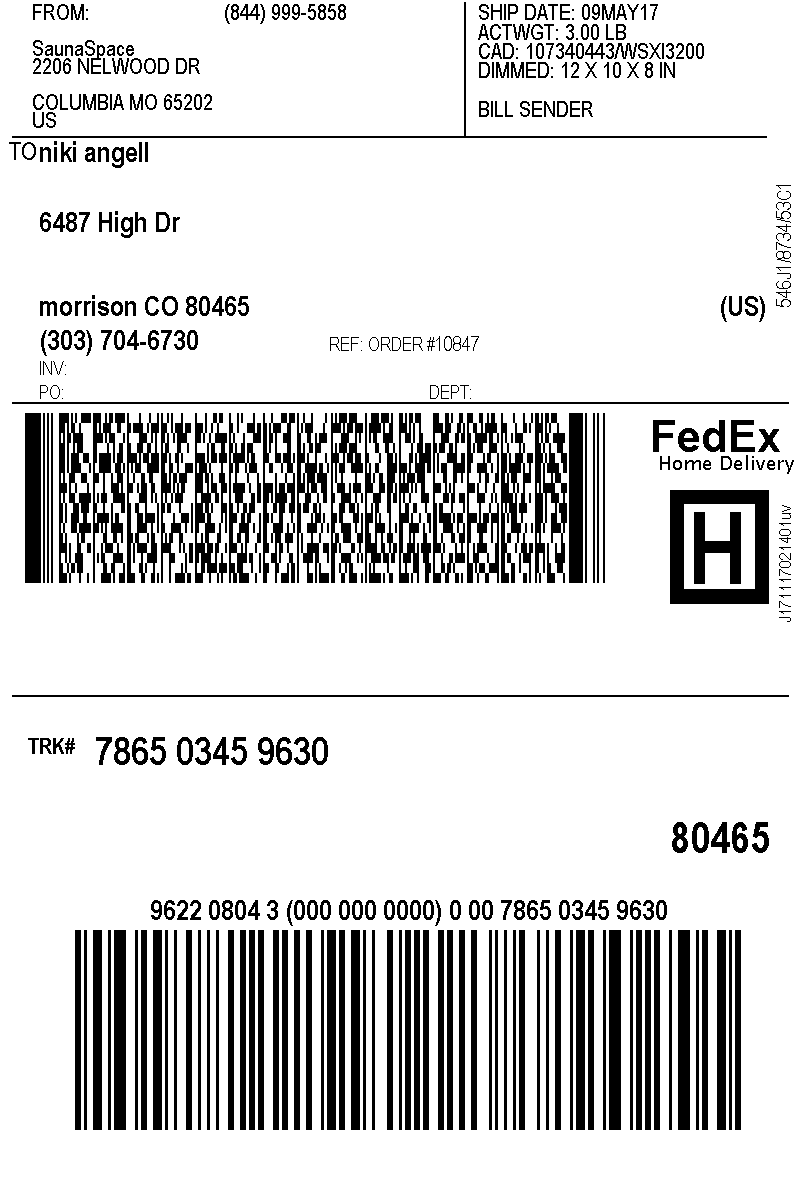 FROM: (844) 999-5858
SaunaSpace
2206 NELWOOD DR
COLUMBIA MO 65202
US
SHIP DATE: 09MAY17
ACTWGT: 3.00 LB
CAD: 107340443/WSXI3200
DIMMED: 12 X 10 X 8 IN
BILL SENDER
TO niki angell
6487 High Dr
morrison CO 80465 (US)
(303) 704-6730 REF: ORDER #10847
INV:
PO: DEPT:
546J1/8734/53C1
FedEx
Home Delivery
H
J171117021401uv
TRK# 7865 0345 9630
80465
9622 0804 3 (000 000 0000) 0 00 7865 0345 9630